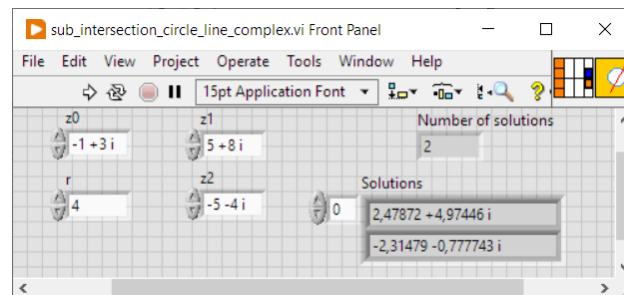 sub_intersection_circle_line_complex.vi Front Panel
File Edit View Project Operate Tools Window Help
15pt Application Font
z0 z1 Number of solutions
-1 +3 i 5 +8 i 2
r z2 Solutions
4 -5 -4 i 0 2,47872 +4,97446 i
-2,31479 -0,777743 i